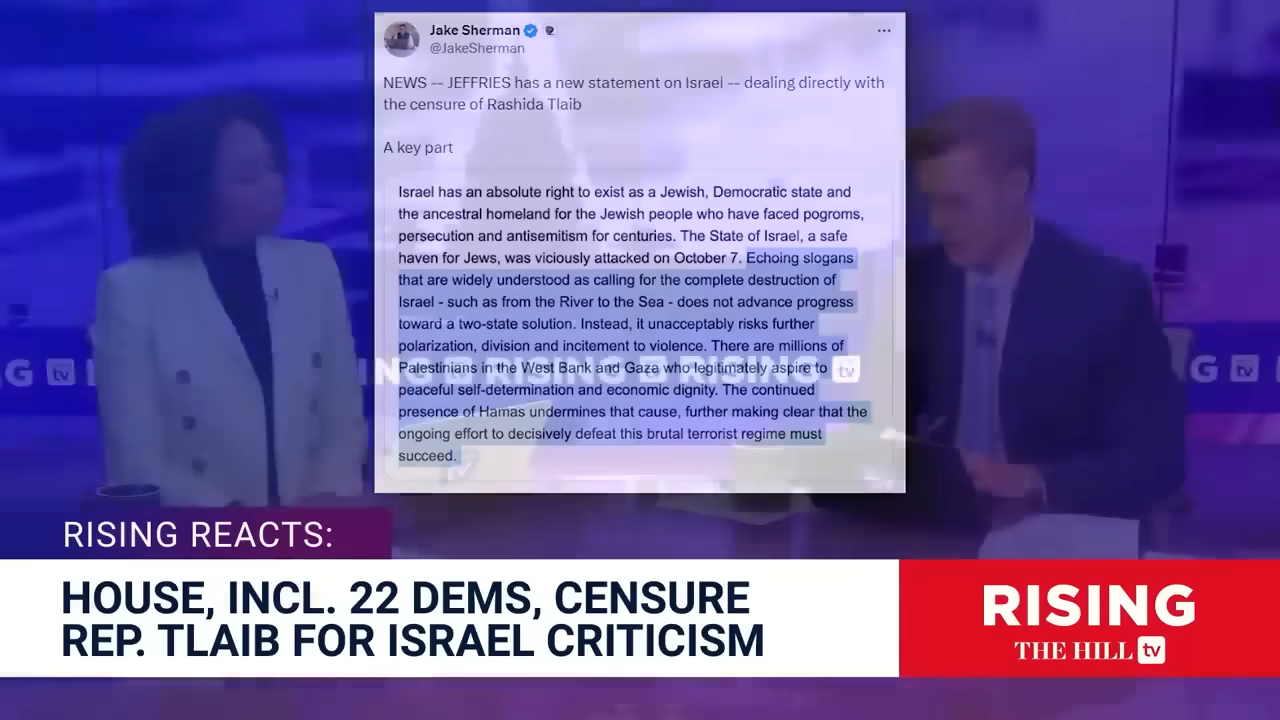 Jake Sherman
@JakeSherman
NEWS -- JEFFRIES has a new statement on Israel -- dealing directly with
the censure of Rashida Tlaib
A key part
Israel has an absolute right to exist as a Jewish, Democratic state and
the ancestral homeland for the Jewish people who have faced pogroms,
persecution and antisemitism for centuries. The State of Israel, a safe
haven for Jews, was viciously attacked on October 7. Echoing slogans
that are widely understood as calling for the complete destruction of
Israel - such as from the River to the Sea - does not advance progress
toward a two-state solution. Instead, it unacceptably risks further
polarization, division and incitement to violence. There are millions of
Palestinians in the West Bank and Gaza who legitimately aspire to
peaceful self-determination and economic dignity. The continued
presence of Hamas undermines that cause, further making clear that the
ongoing effort to decisively defeat this brutal terrorist regime must
succeed.
G tv RISING tv RISING tv G tv
RISING REACTS:
HOUSE, INCL. 22 DEMS, CENSURE
REP. TLAIB FOR ISRAEL CRITICISM
RISING
THE HILL tv